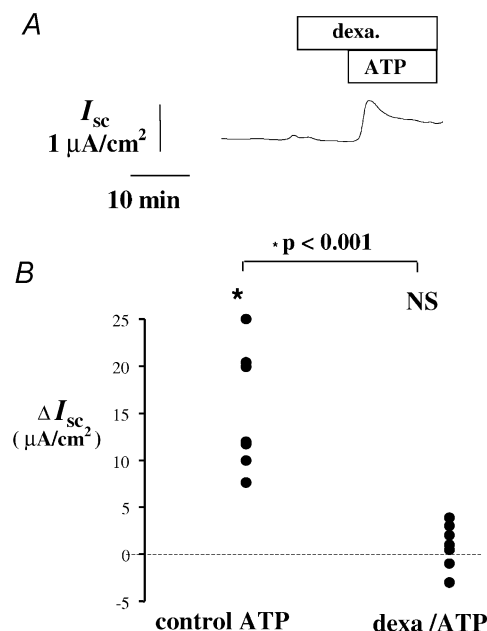 A
dexa.
ATP
Isc
1 μA/cm2
10 min
* p < 0.001
B
*
NS
25
20
15
10
5
0
-5
Δ Isc
( μA/cm2)
control ATP
dexa /ATP